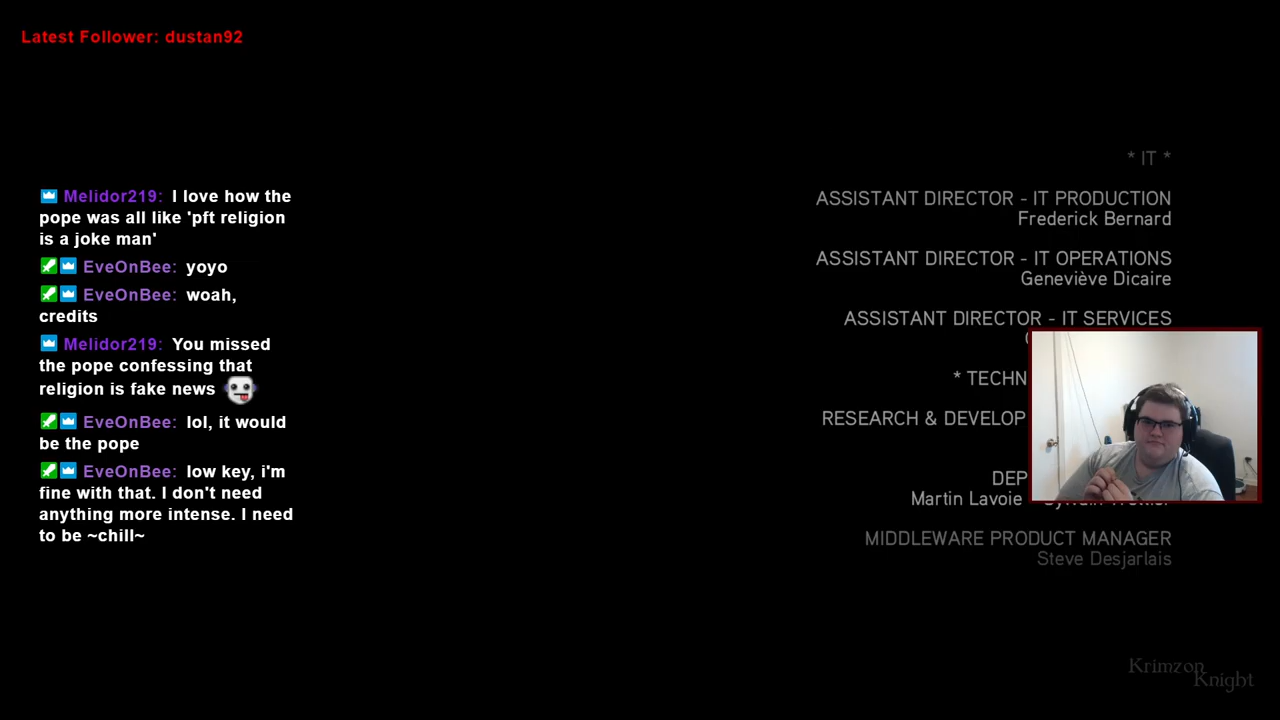 Latest Follower: dustan92
Melidor219: I love how the
pope was all like 'pft religion
is a joke man'
EveOnBee: yoyo
EveOnBee: woah,
credits
Melidor219: You missed
the pope confessing that
religion is fake news
EveOnBee: lol, it would
be the pope
EveOnBee: low key, i'm
fine with that. I don't need
anything more intense. I need
to be ~chill~
* IT *
ASSISTANT DIRECTOR - IT PRODUCTION
Frederick Bernard
ASSISTANT DIRECTOR - IT OPERATIONS
Geneviève Dicaire
ASSISTANT DIRECTOR - IT SERVICES
* TECHN
RESEARCH & DEVELOP
DEP
Martin Lavoie
MIDDLEWARE PRODUCT MANAGER
Steve Desjarlais
Krimzon
Knight